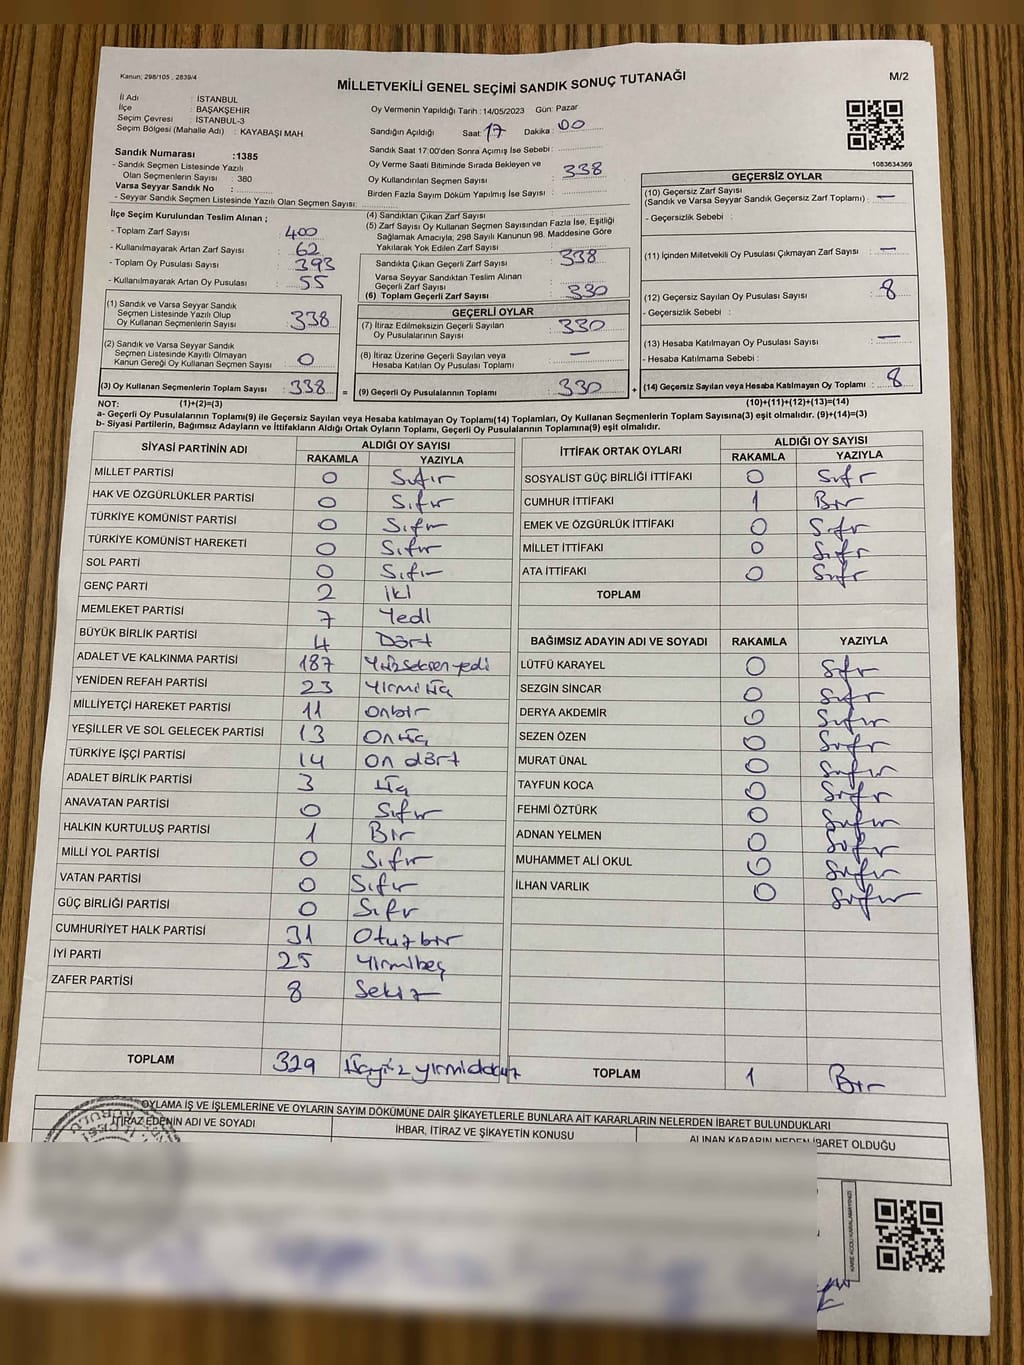 Kanun; 298/105 , 2839/4
MİLLETVEKİLİ GENEL SEÇİMİ SANDIK SONUÇ TUTANAĞI
M/2
İl Adı : İSTANBUL
İlçe : BAŞAKŞEHİR
Seçim Çevresi : İSTANBUL-3
Seçim Bölgesi (Mahalle Adı) : KAYABAŞI MAH.
Sandık Numarası :1385
- Sandık Seçmen Listesinde Yazılı
Olan Seçmenlerin Sayısı : 380
Varsa Seyyar Sandık No :
- Seyyar Sandık Seçmen Listesinde Yazılı Olan Seçmen Sayısı:
Oy Vermenin Yapıldığı Tarih : 14/05/2023 Gün: Pazar
Sandığın Açıldığı Saat: 17 Dakika : 00
Sandık Saat 17:00'den Sonra Açımış İse Sebebi :
Oy Verme Saati Bitiminde Sırada Bekleyen ve
Oy Kullandırılan Seçmen Sayısı : 338
Birden Fazla Sayım Döküm Yapılmış İse Sayısı :
1083634369
İlçe Seçim Kurulundan Teslim Alınan ;
- Toplam Zarf Sayısı : 400
- Kullanılmayarak Artan Zarf Sayısı : 62
- Toplam Oy Pusulası Sayısı : 393
- Kullanılmayarak Artan Oy Pusulası : 55
(1) Sandık ve Varsa Seyyar Sandık
Seçmen Listesinde Yazılı Olup
Oy Kullanan Seçmenlerin Sayısı : 338
(2) Sandık ve Varsa Seyyar Sandık
Seçmen Listesinde Kayıtlı Olmayan
Kanun Gereği Oy Kullanan Seçmen Sayısı : 0
(3) Oy Kullanan Seçmenlerin Toplam Sayısı : 338 =
(4) Sandıktan Çıkan Zarf Sayısı :
(5) Zarf Sayısı Oy Kullanan Seçmen Sayısından Fazla İse, Eşitliği
Sağlamak Amacıyla; 298 Sayılı Kanunun 98. Maddesine Göre
Yakılarak Yok Edilen Zarf Sayısı :
Sandıkta Çıkan Geçerli Zarf Sayısı : 338
Varsa Seyyar Sandıktan Teslim Alınan
Geçerli Zarf Sayısı :
(6) Toplam Geçerli Zarf Sayısı : 330
GEÇERLİ OYLAR
(7) İtiraz Edilmeksizin Geçerli Sayılan
Oy Pusulalarının Sayısı : 330
(8) İtiraz Üzerine Geçerli Sayılan veya
Hesaba Katılan Oy Pusulası Toplamı : —
(9) Geçerli Oy Pusulalarının Toplamı : 330 +
GEÇERSİZ OYLAR
(10) Geçersiz Zarf Sayısı
(Sandık ve Varsa Seyyar Sandık Geçersiz Zarf Toplamı) : —
- Geçersizlik Sebebi :
(11) İçinden Milletvekili Oy Pusulası Çıkmayan Zarf Sayısı : —
(12) Geçersiz Sayılan Oy Pusulası Sayısı : 8
- Geçersizlik Sebebi :
(13) Hesaba Katılmayan Oy Pusulası Sayısı : —
- Hesaba Katılmama Sebebi :
(14) Geçersiz Sayılan veya Hesaba Katılmayan Oy Toplamı : 8
NOT: (1)+(2)=(3) (10)+(11)+(12)+(13)=(14)
a- Geçerli Oy Pusulalarının Toplamı(9) ile Geçersiz Sayılan veya Hesaba katılmayan Oy Toplamı(14) Toplamları, Oy Kullanan Seçmenlerin Toplam Sayısına(3) eşit olmalıdır. (9)+(14)=(3)
b- Siyasi Partilerin, Bağımsız Adayların ve İttifakların Aldığı Ortak Oyların Toplamı, Geçerli Oy Pusulalarının Toplamına(9) eşit olmalıdır.
SİYASİ PARTİNİN ADI ALDIĞI OY SAYISI
RAKAMLA YAZIYLA
MİLLET PARTİSİ 0 Sıfır
HAK VE ÖZGÜRLÜKLER PARTİSİ 0 Sıfır
TÜRKİYE KOMÜNİST PARTİSİ 0 Sıfır
TÜRKİYE KOMÜNİST HAREKETİ 0 Sıfır
SOL PARTİ 0 Sıfır
GENÇ PARTİ 2 iki
MEMLEKET PARTİSİ 7 Yedi
BÜYÜK BİRLİK PARTİSİ 4 Dört
ADALET VE KALKINMA PARTİSİ 187 Yüzseksenyedi
YENİDEN REFAH PARTİSİ 23 Yirmiüç
MİLLİYETÇİ HAREKET PARTİSİ 11 Onbir
YEŞİLLER VE SOL GELECEK PARTİSİ 13 Onüç
TÜRKİYE İŞÇİ PARTİSİ 14 On dört
ADALET BİRLİK PARTİSİ 3 üç
ANAVATAN PARTİSİ 0 Sıfır
HALKIN KURTULUŞ PARTİSİ 1 Bir
MİLLİ YOL PARTİSİ 0 Sıfır
VATAN PARTİSİ 0 Sıfır
GÜÇ BİRLİĞİ PARTİSİ 0 Sıfır
CUMHURİYET HALK PARTİSİ 31 Otuzbir
İYİ PARTİ 25 Yirmibeş
ZAFER PARTİSİ 8 Sekiz
TOPLAM 329 üçyüz yirmidokuz
İTTİFAK ORTAK OYLARI ALDIĞI OY SAYISI
RAKAMLA YAZIYLA
SOSYALİST GÜÇ BİRLİĞİ İTTİFAKI 0 Sıfır
CUMHUR İTTİFAKI 1 Bir
EMEK VE ÖZGÜRLÜK İTTİFAKI 0 Sıfır
MİLLET İTTİFAKI 0 Sıfır
ATA İTTİFAKI 0 Sıfır
TOPLAM
BAĞIMSIZ ADAYIN ADI VE SOYADI RAKAMLA YAZIYLA
LÜTFÜ KARAYEL 0 Sıfır
SEZGİN SİNCAR 0 Sıfır
DERYA AKDEMİR 0 Sıfır
SEZEN ÖZEN 0 Sıfır
MURAT ÜNAL 0 Sıfır
TAYFUN KOCA 0 Sıfır
FEHMİ ÖZTÜRK 0 Sıfır
ADNAN YELMEN 0 Sıfır
MUHAMMET ALİ OKUL 0 Sıfır
İLHAN VARLIK 0 Sıfır
TOPLAM 1 Bir
OYLAMA İŞ VE İŞLEMLERİNE VE OYLARIN SAYIM DÖKÜMÜNE DAİR ŞİKAYETLERLE BUNLARA AİT KARARLARIN NELERDEN İBARET BULUNDUKLARI
İTİRAZ EDENİN ADI VE SOYADI İHBAR, İTİRAZ VE ŞİKAYETİN KONUSU ALINAN KARARIN NEDEN İBARET OLDUĞU
KARE KODU KARALAMAYINIZ!